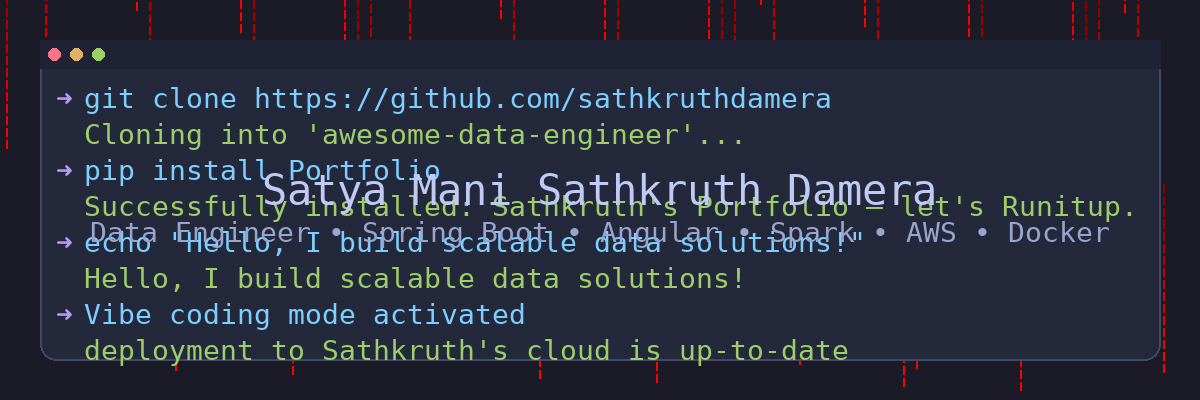 ➜ git clone https://github.com/sathkruthdamera
Cloning into 'awesome-data-engineer'...
➜ pip install Portfolio
Satya Mani Sathkruth Damera
Successfully installed: Sathkruth's Portfolio — let's Runitup.
Data Engineer • Spring Boot • Angular • Spark • AWS • Docker
➜ echo "Hello, I build scalable data solutions!"
Hello, I build scalable data solutions!
➜ Vibe coding mode activated
deployment to Sathkruth's cloud is up-to-date